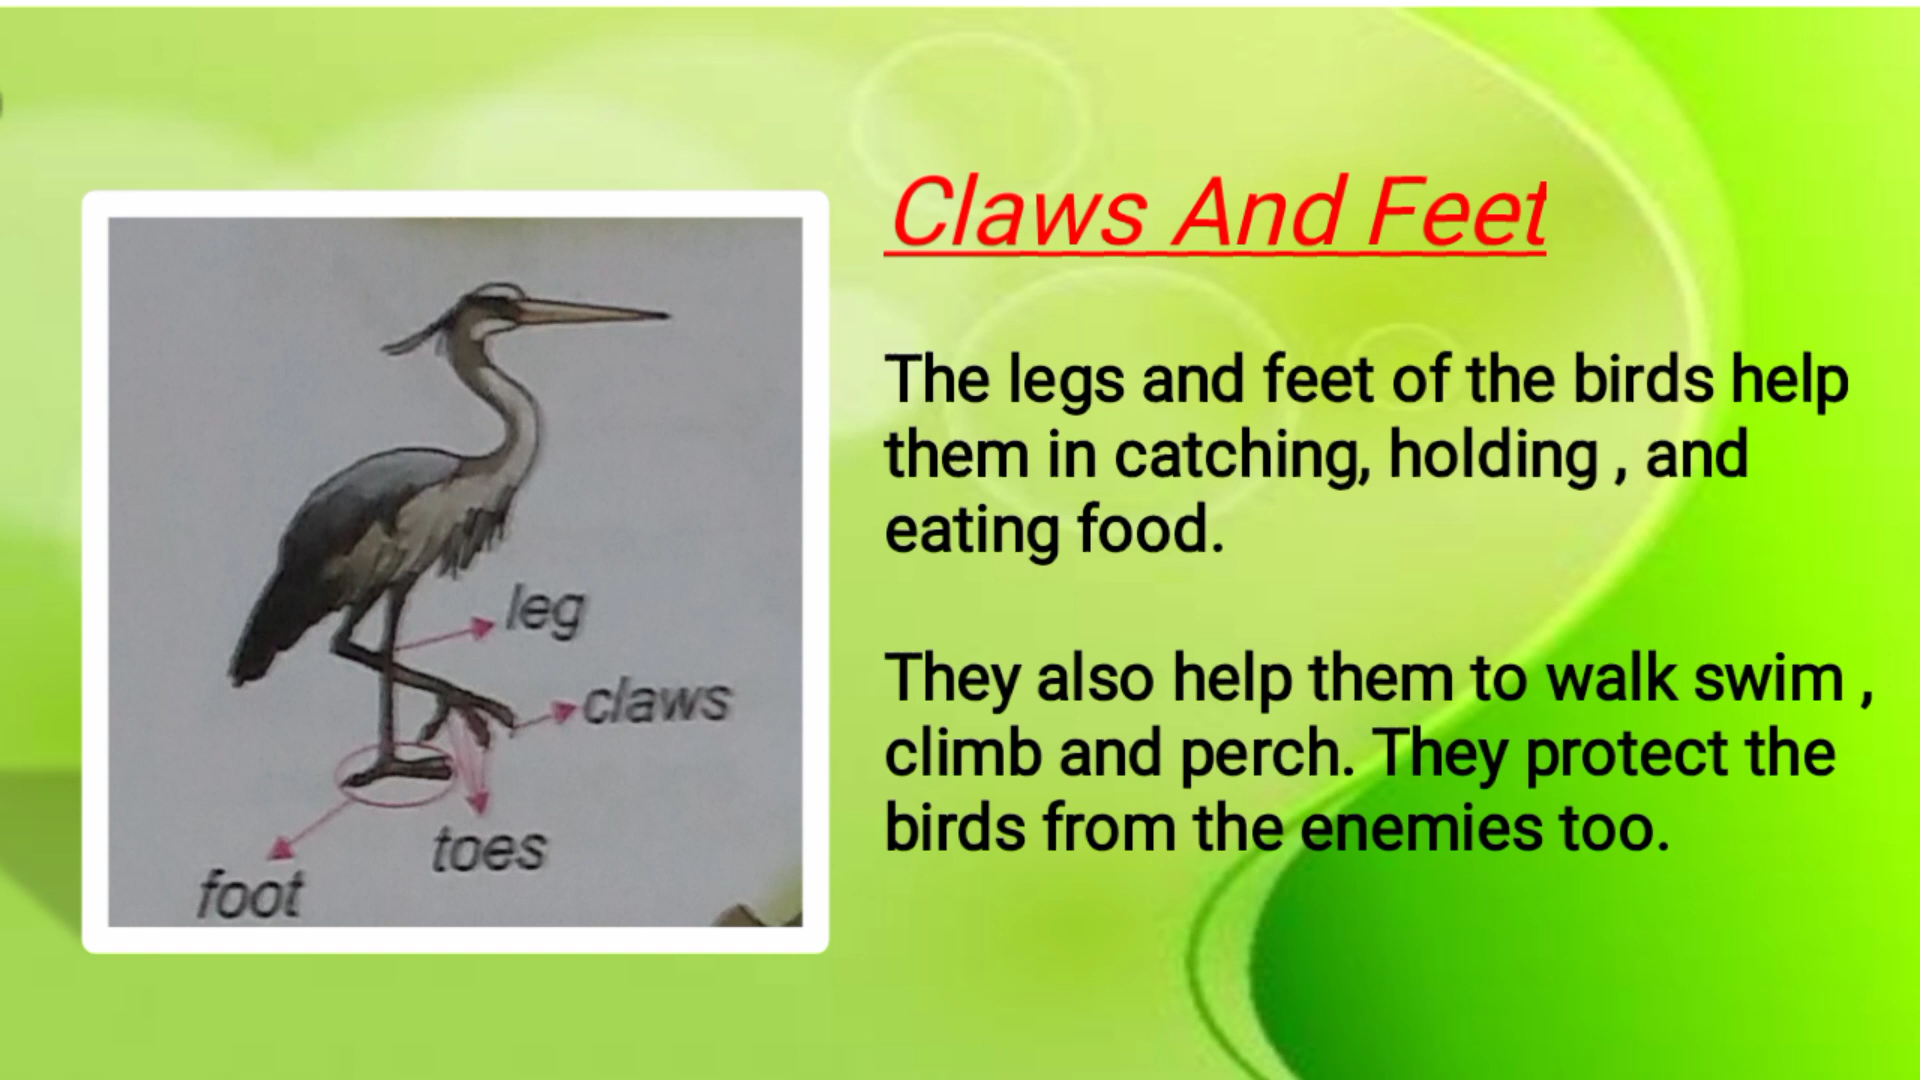 Claws And Feet
The legs and feet of the birds help
them in catching, holding , and
eating food.
They also help them to walk swim ,
climb and perch. They protect the
birds from the enemies too.
leg
claws
toes
foot